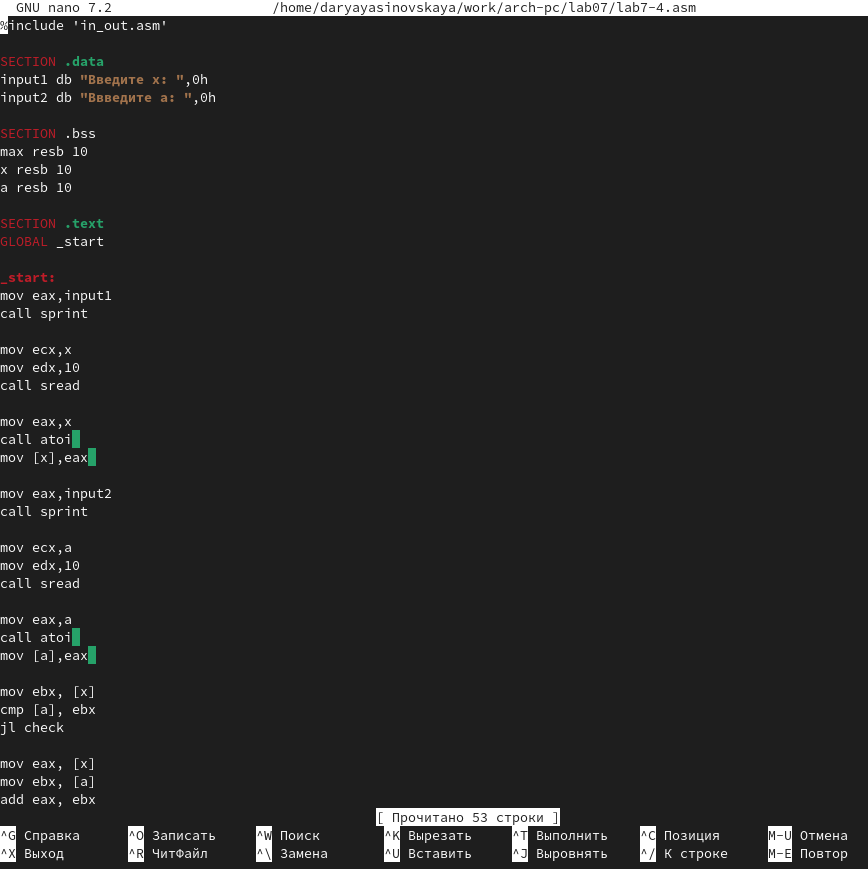 GNU nano 7.2 /home/daryayasinovskaya/work/arch-pc/lab07/lab7-4.asm
%include 'in_out.asm'
SECTION .data
input1 db "Введите x: ",0h
input2 db "Ввведите a: ",0h
SECTION .bss
max resb 10
x resb 10
a resb 10
SECTION .text
GLOBAL _start
_start:
mov eax,input1
call sprint
mov ecx,x
mov edx,10
call sread
mov eax,x
call atoi
mov [x],eax
mov eax,input2
call sprint
mov ecx,a
mov edx,10
call sread
mov eax,a
call atoi
mov [a],eax
mov ebx, [x]
cmp [a], ebx
jl check
mov eax, [x]
mov ebx, [a]
add eax, ebx
[ Прочитано 53 строки ]
^G Справка ^O Записать ^W Поиск ^K Вырезать ^T Выполнить ^C Позиция M-U Отмена
^X Выход ^R ЧитФайл ^\ Замена ^U Вставить ^J Выровнять ^/ К строке M-E Повтор